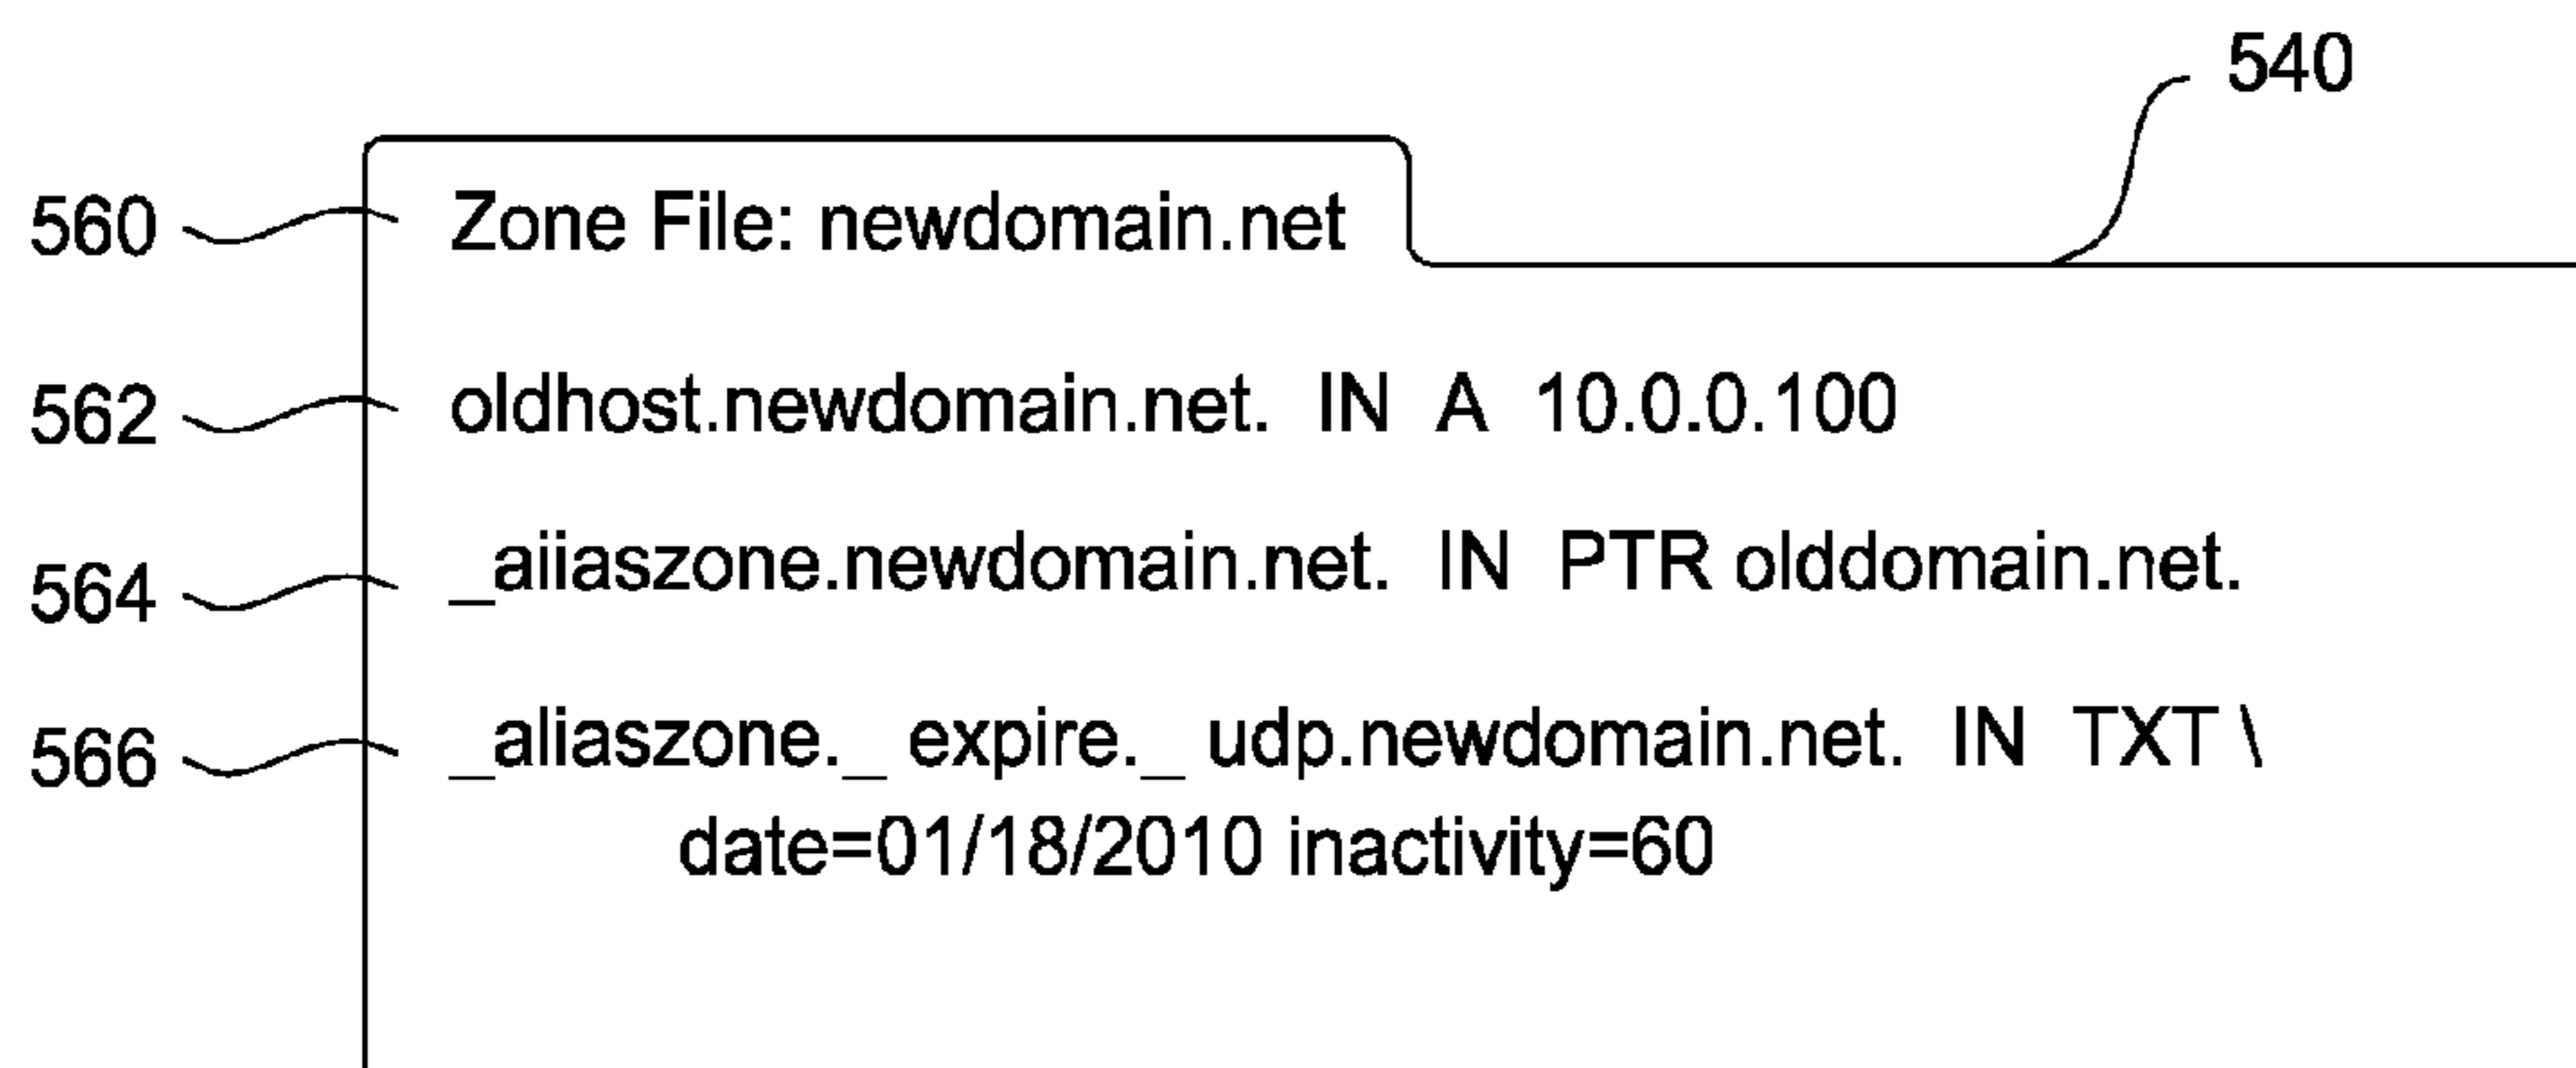 540
560 Zone File: newdomain.net
562 oldhost.newdomain.net. IN A 10.0.0.100
564 _aiiaszone.newdomain.net. IN PTR olddomain.net.
566 _aliaszone._ expire._ udp.newdomain.net. IN TXT \
date=01/18/2010 inactivity=60